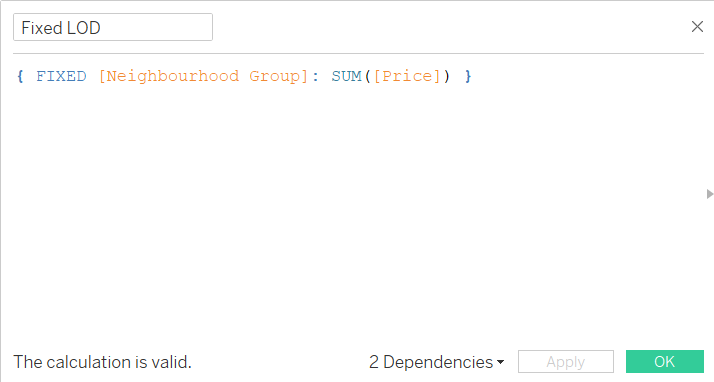 Fixed LOD
{ FIXED [Neighbourhood Group]: SUM([Price]) }
The calculation is valid. 2 Dependencies Apply OK